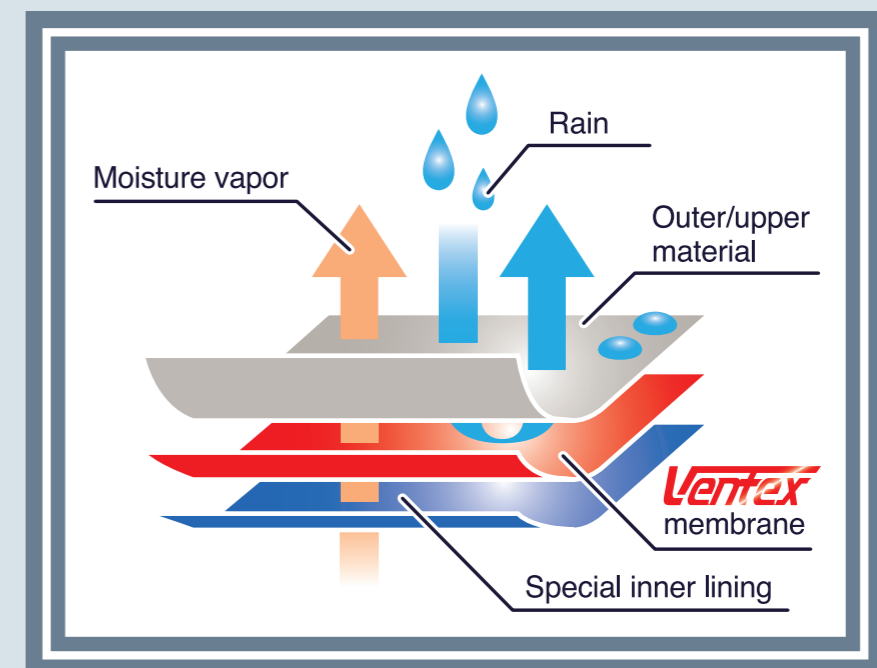 Rain
Moisture vapor
Outer/upper
material
Ventex
membrane
Special inner lining